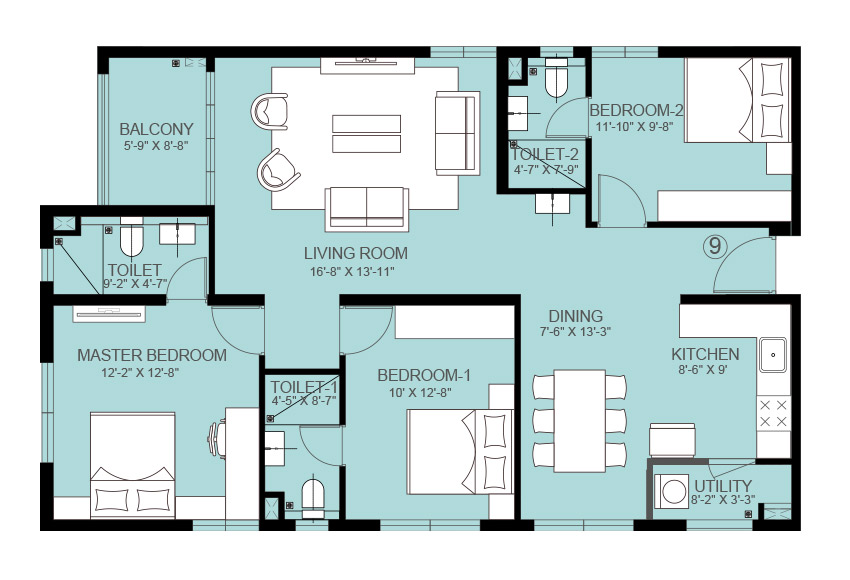 BALCONY
5'-9" X 8'-8"
BEDROOM-2
11'-10" X 9'-8"
TOILET-2
4'-7" X 7'-9"
LIVING ROOM
16'-8" X 13'-11"
9
TOILET
9'-2" X 4'-7"
DINING
7'-6" X 13'-3"
MASTER BEDROOM
12'-2" X 12'-8"
KITCHEN
8'-6" X 9'
BEDROOM-1
10' X 12'-8"
TOILET-1
4'-5" X 8'-7"
UTILITY
8'-2" X 3'-3"